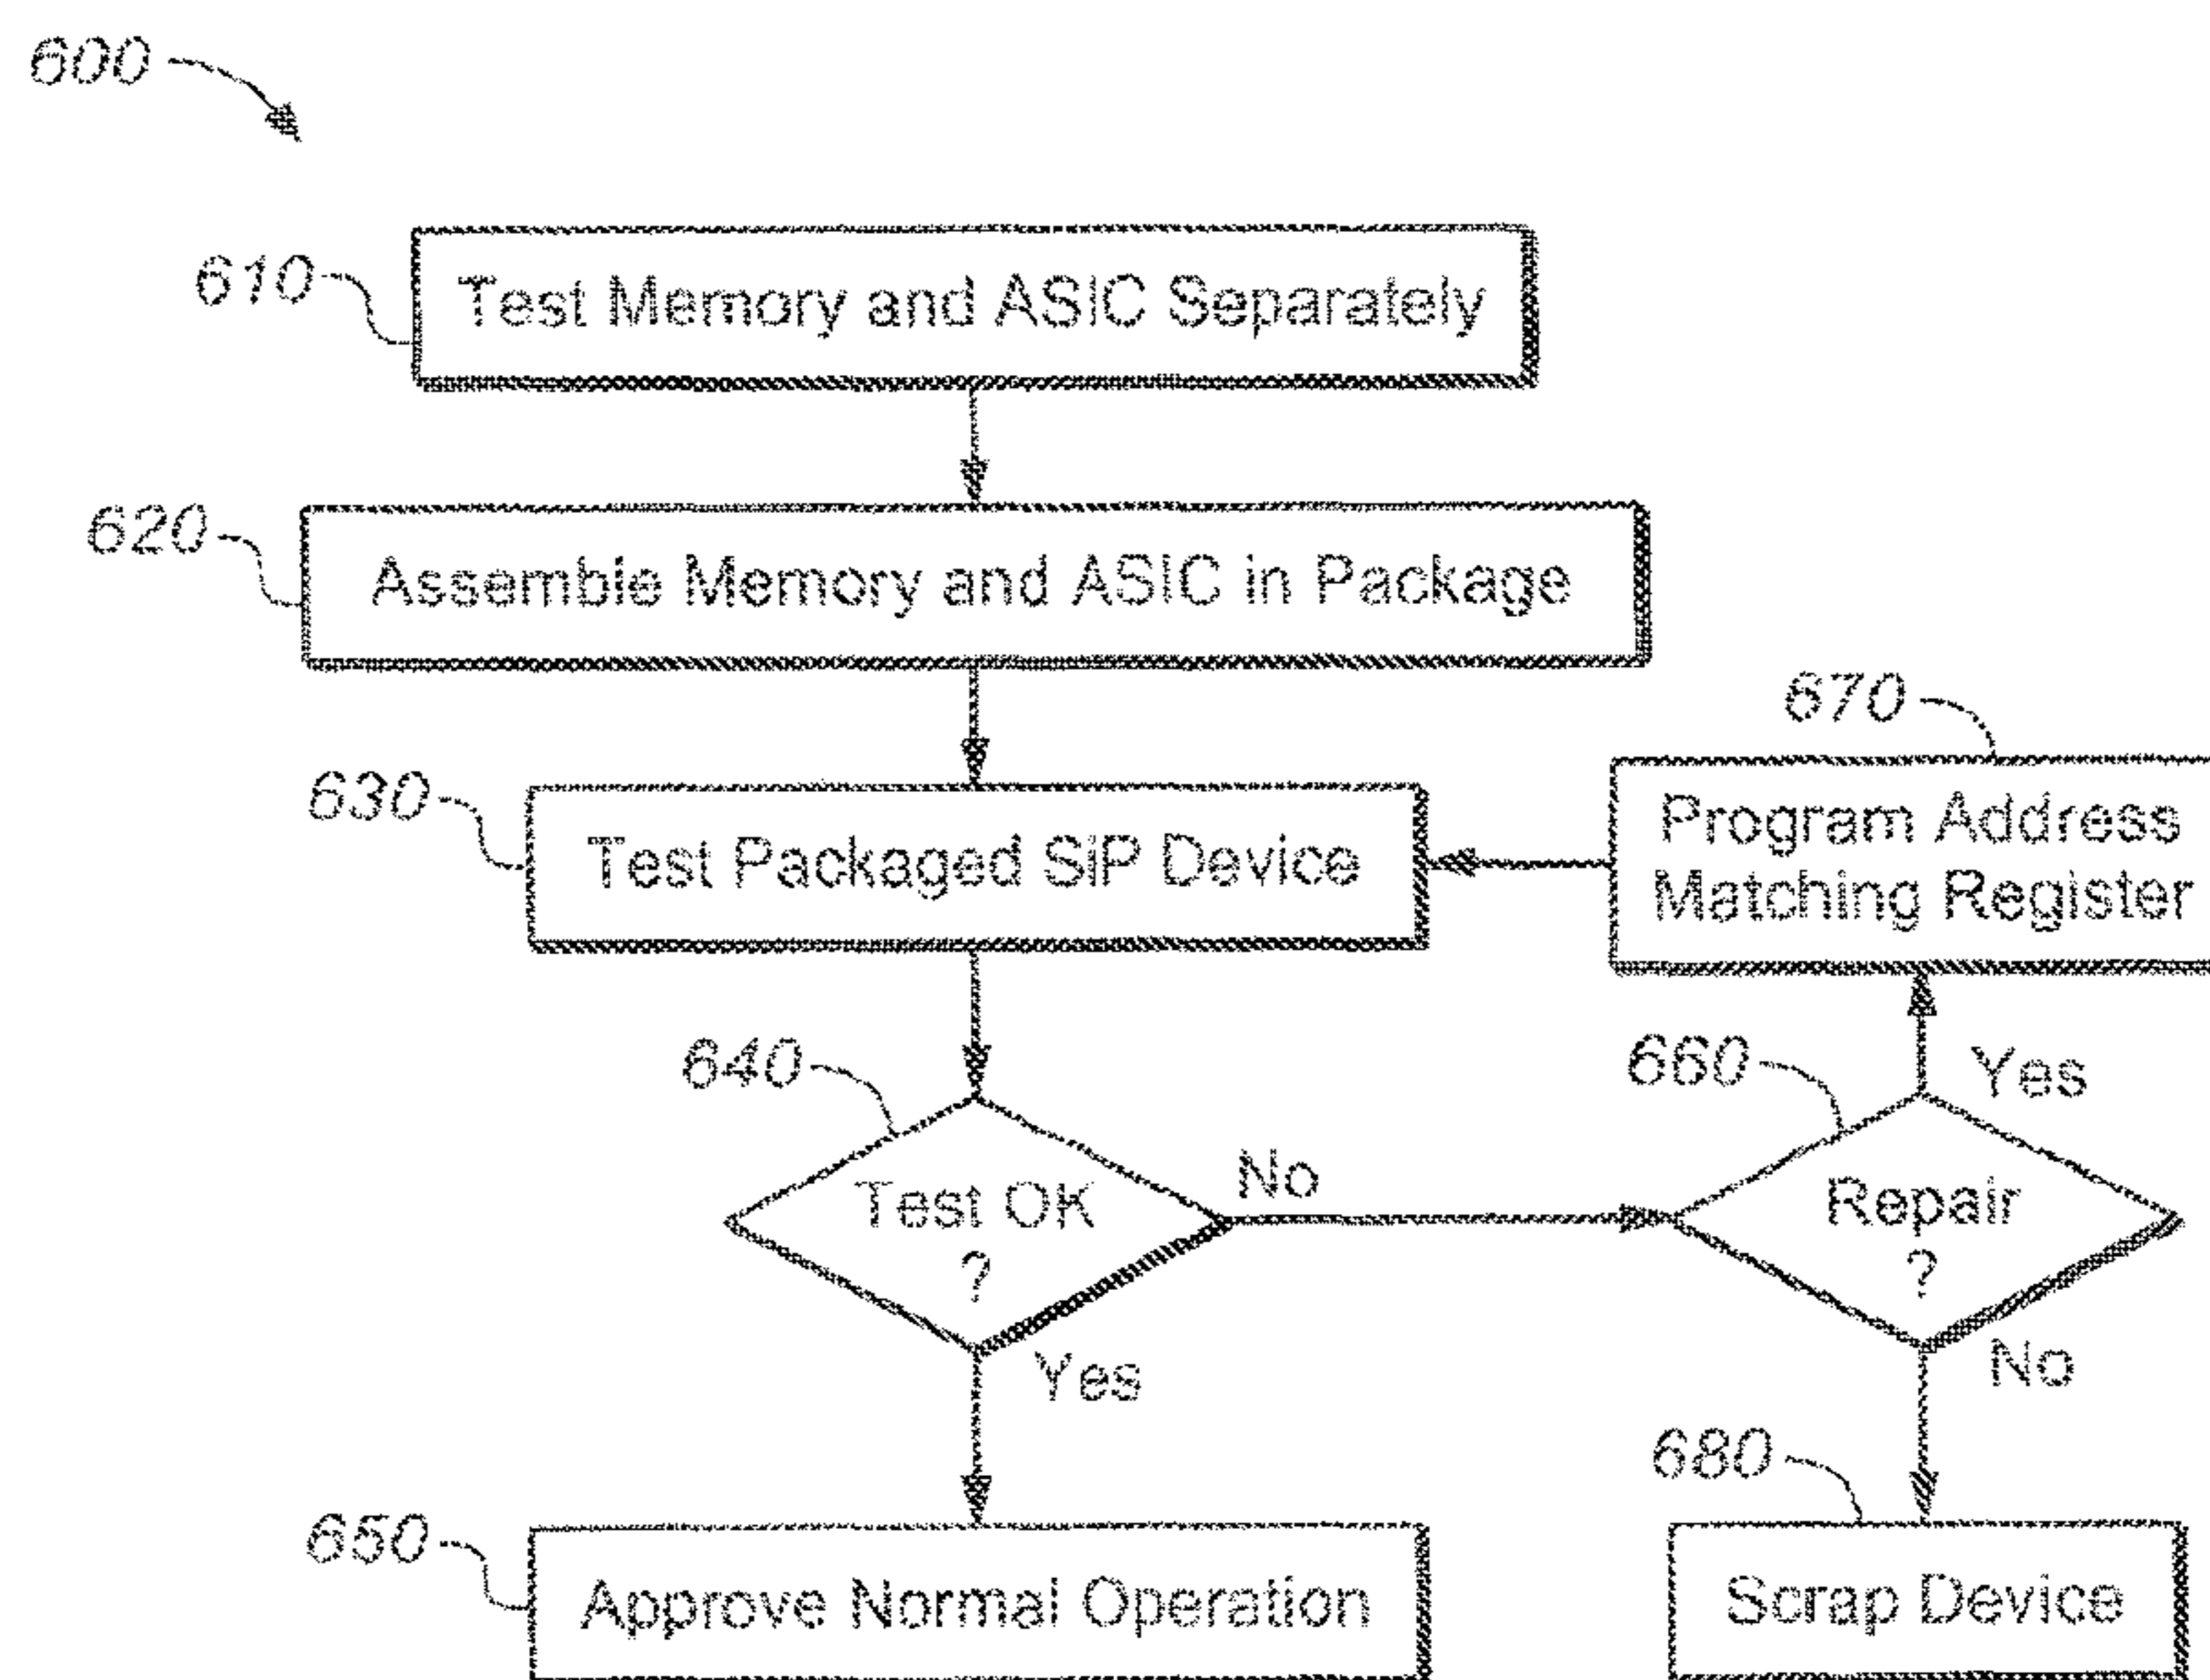 600
610
Test Memory and ASIC Separately
620
Assemble Memory and ASIC in Package
670
630
Test Packaged SiP Device
Program Address
Matching Register
640
660
Yes
No
Test OK
?
Repair
?
Yes
No
680
650
Approve Normal Operation
Scrap Device